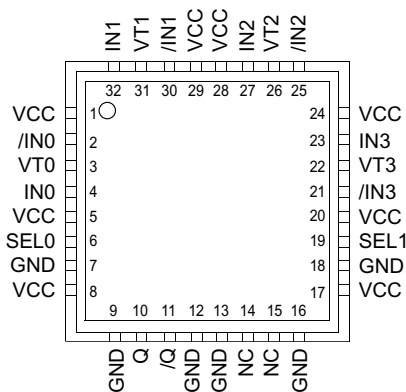 IN1 VT1 /IN1 VCC VCC IN2 VT2 /IN2
32 31 30 29 28 27 26 25
VCC 1 24 VCC
/IN0 2 23 IN3
VT0 3 22 VT3
IN0 4 21 /IN3
VCC 5 20 VCC
SEL0 6 19 SEL1
GND 7 18 GND
VCC 8 17 VCC
9 10 11 12 13 14 15 16
GND Q /Q GND GND NC NC GND